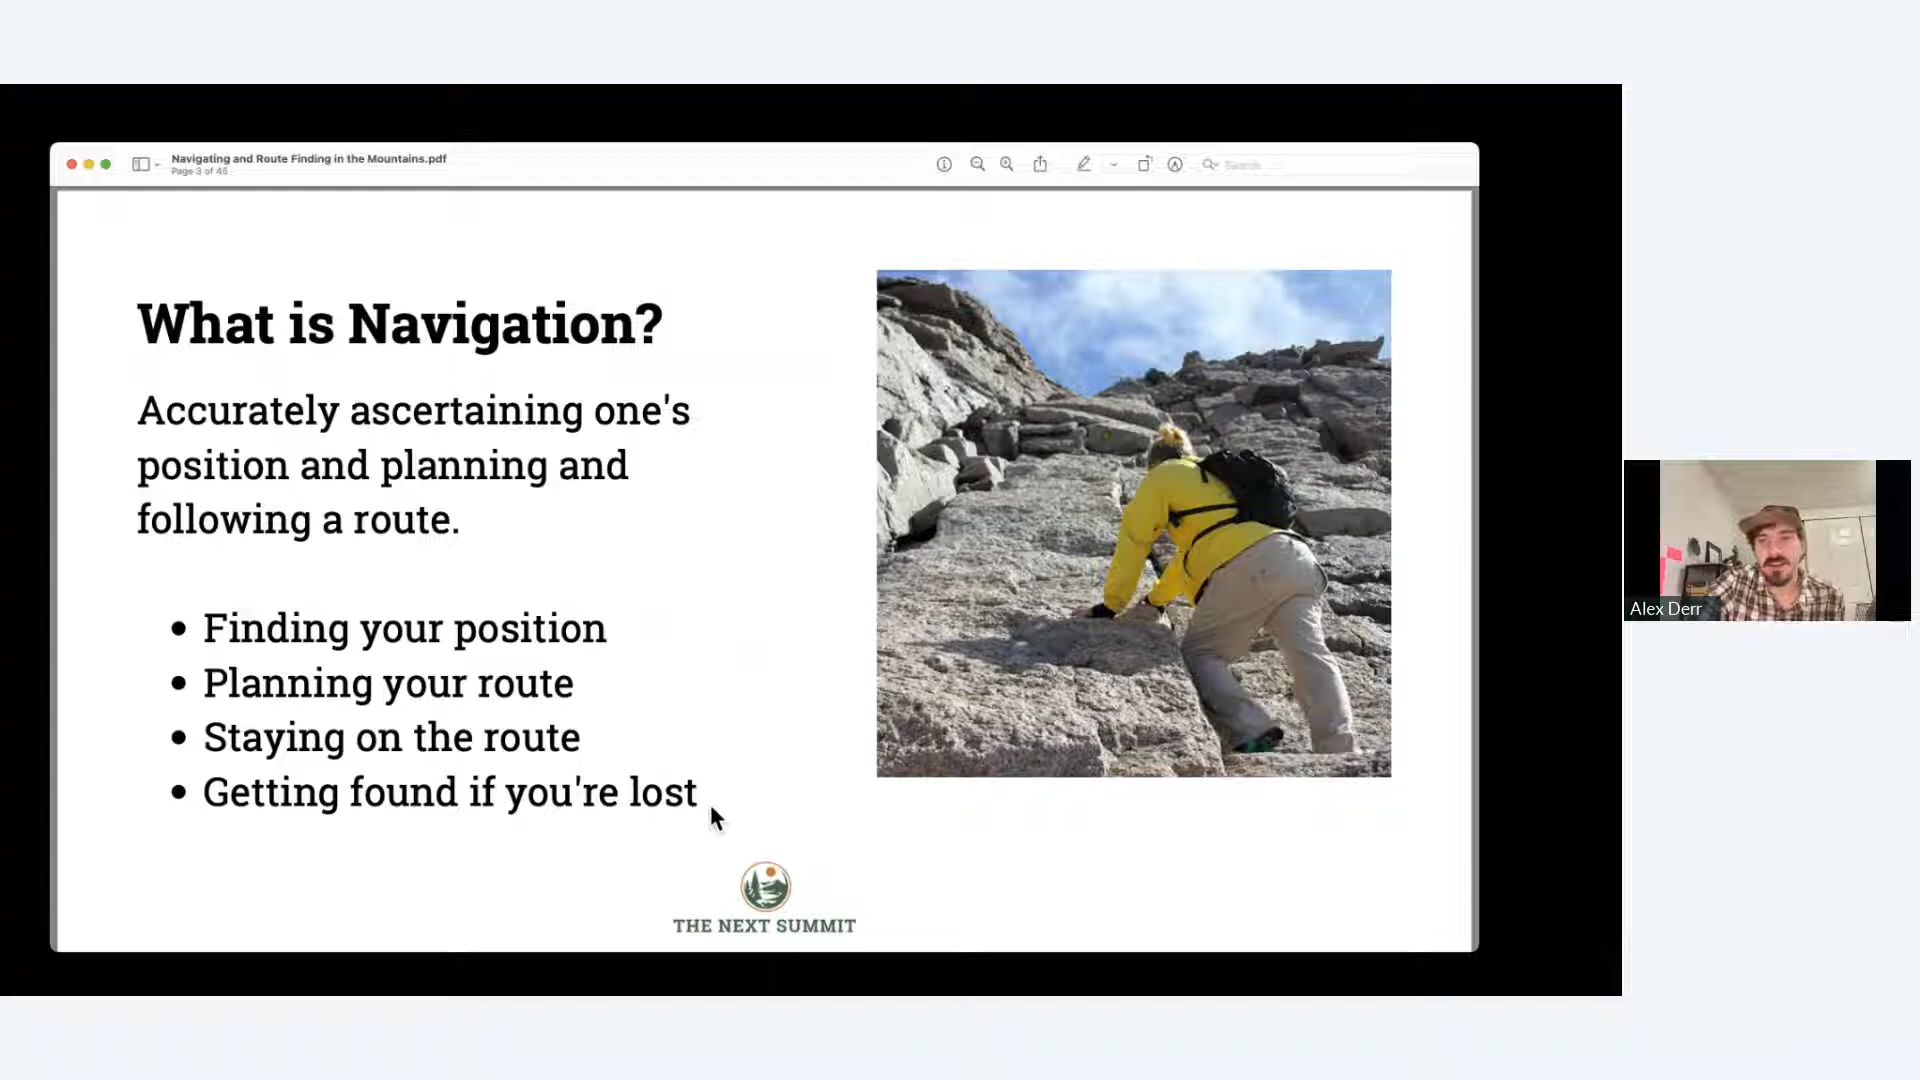 Navigating and Route Finding in the Mountains.pdf
Page 3 of 45
Search
What is Navigation?
Accurately ascertaining one's
position and planning and
following a route.
• Finding your position
• Planning your route
• Staying on the route
• Getting found if you're lost
THE NEXT SUMMIT
Alex Derr